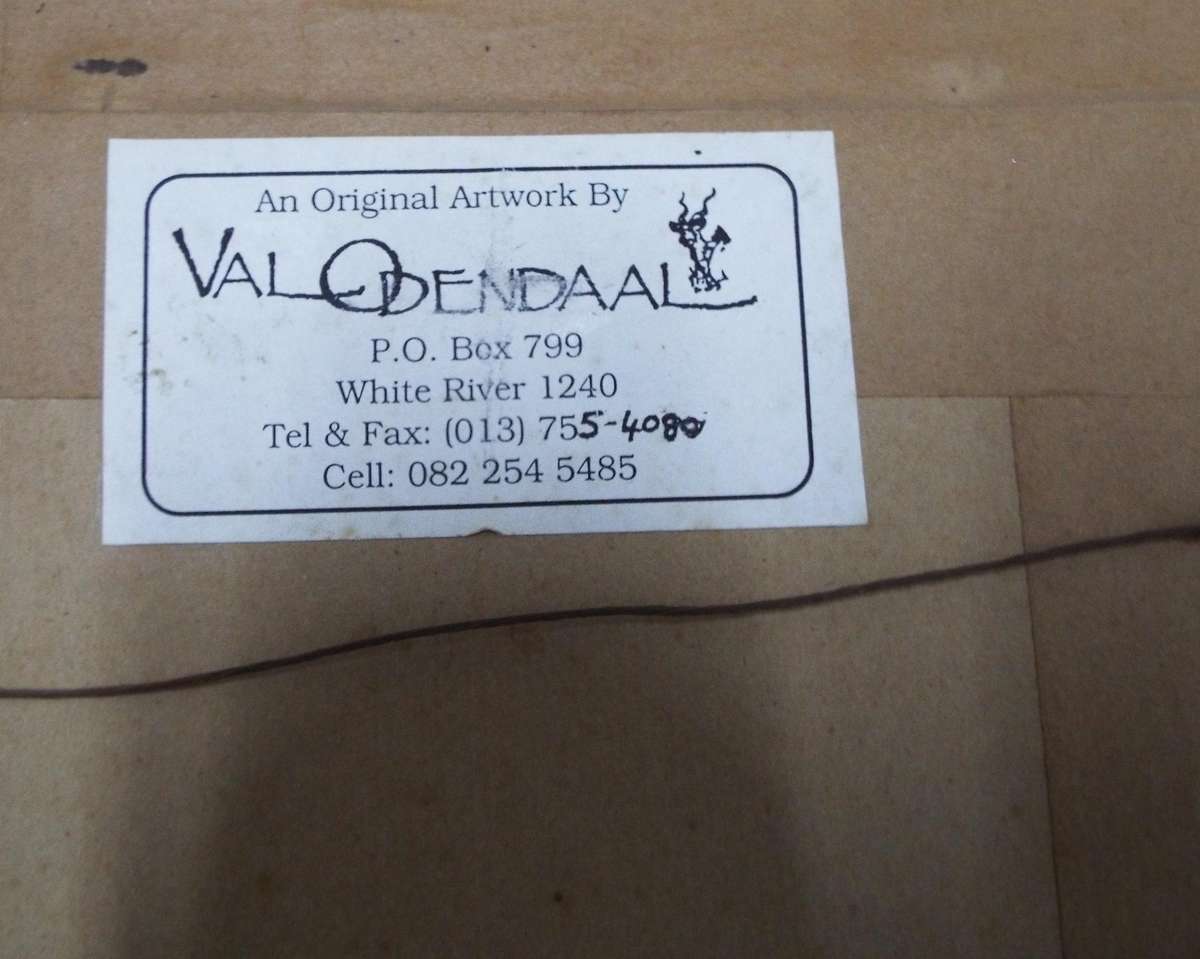 An Original Artwork By
VAL ODENDAAL
P.O. Box 799
White River 1240
Tel & Fax: (013) 755-4080
Cell: 082 254 5485